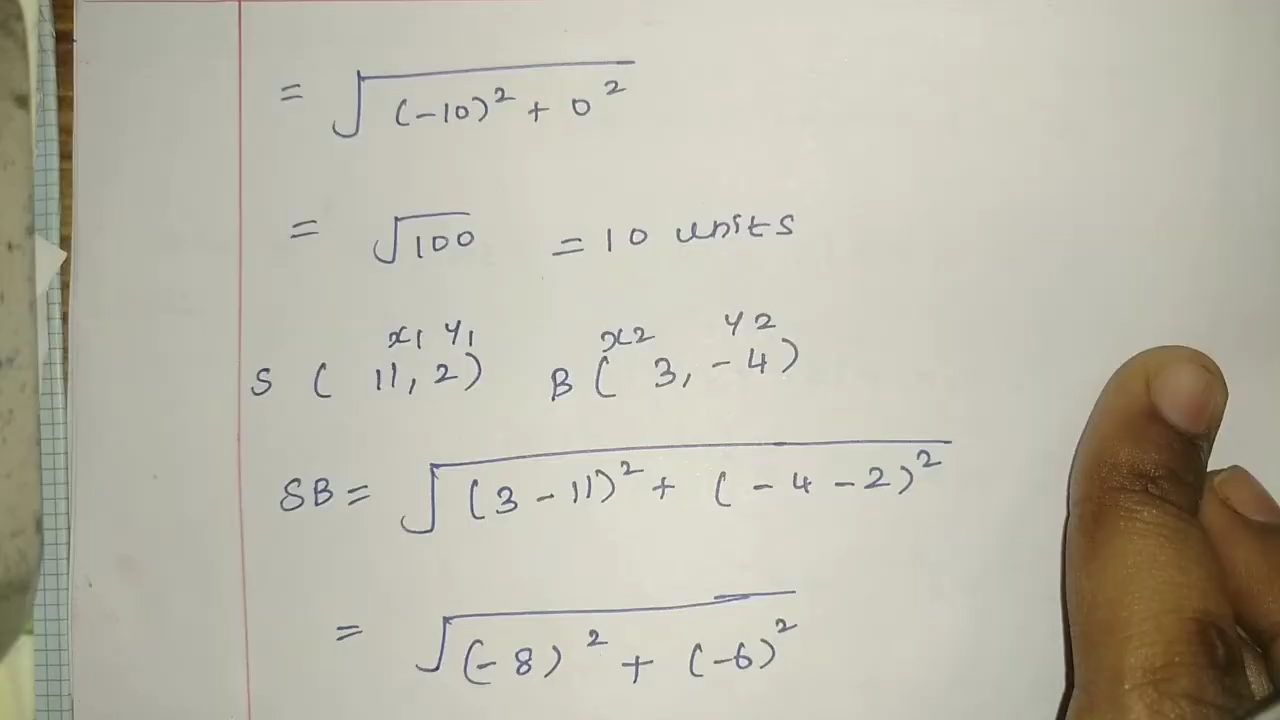 = √(-10)² + 0²
= √100 = 10 units
x1 y1 x2 y2
S ( 11, 2) B ( 3, -4)
SB = √(3 - 11)² + (-4 - 2)²
= √(-8)² + (-6)²